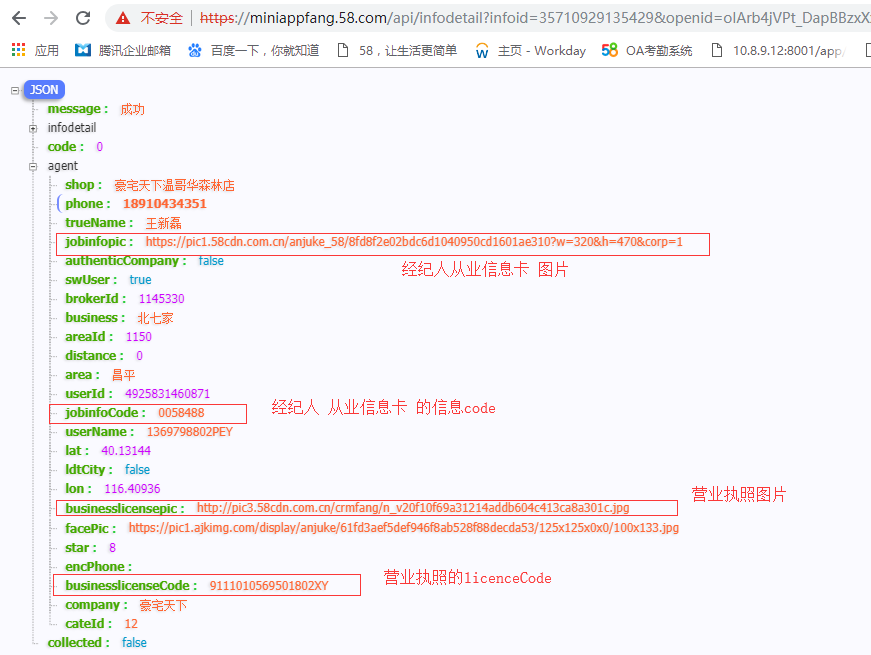 不安全 https://miniappfang.58.com/api/infodetail?infoid=35710929135429&openid=olArb4jVPt_DapBBzxX
应用 腾讯企业邮箱 百度一下，你就知道 58，让生活更简单 主页 - Workday OA考勤系统 10.8.9.12:8001/app/
JSON
message : 成功
infodetail
code : 0
agent
shop : 豪宅天下温哥华森林店
phone : 18910434351
trueName : 王新磊
jobinfopic : https://pic1.58cdn.com.cn/anjuke_58/8fd8f2e02bdc6d1040950cd1601ae310?w=320&h=470&corp=1
authenticCompany : false
经纪人从业信息卡 图片
swUser : true
brokerId : 1145330
business : 北七家
areaId : 1150
distance : 0
area : 昌平
userId : 4925831460871
jobinfoCode : 0058488
经纪人 从业信息卡 的信息code
userName : 1369798802PEY
lat : 40.13144
ldtCity : false
lon : 116.40936
营业执照图片
businesslicensepic : http://pic3.58cdn.com.cn/crmfang/n_v20f10f69a31214addb604c413ca8a301c.jpg
facePic : https://pic1.ajkimg.com/display/anjuke/61fd3aef5def946f8ab528f88decda53/125x125x0x0/100x133.jpg
star : 8
encPhone :
businesslicenseCode : 9111010569501802XY
营业执照的licenceCode
company : 豪宅天下
cateId : 12
collected : false